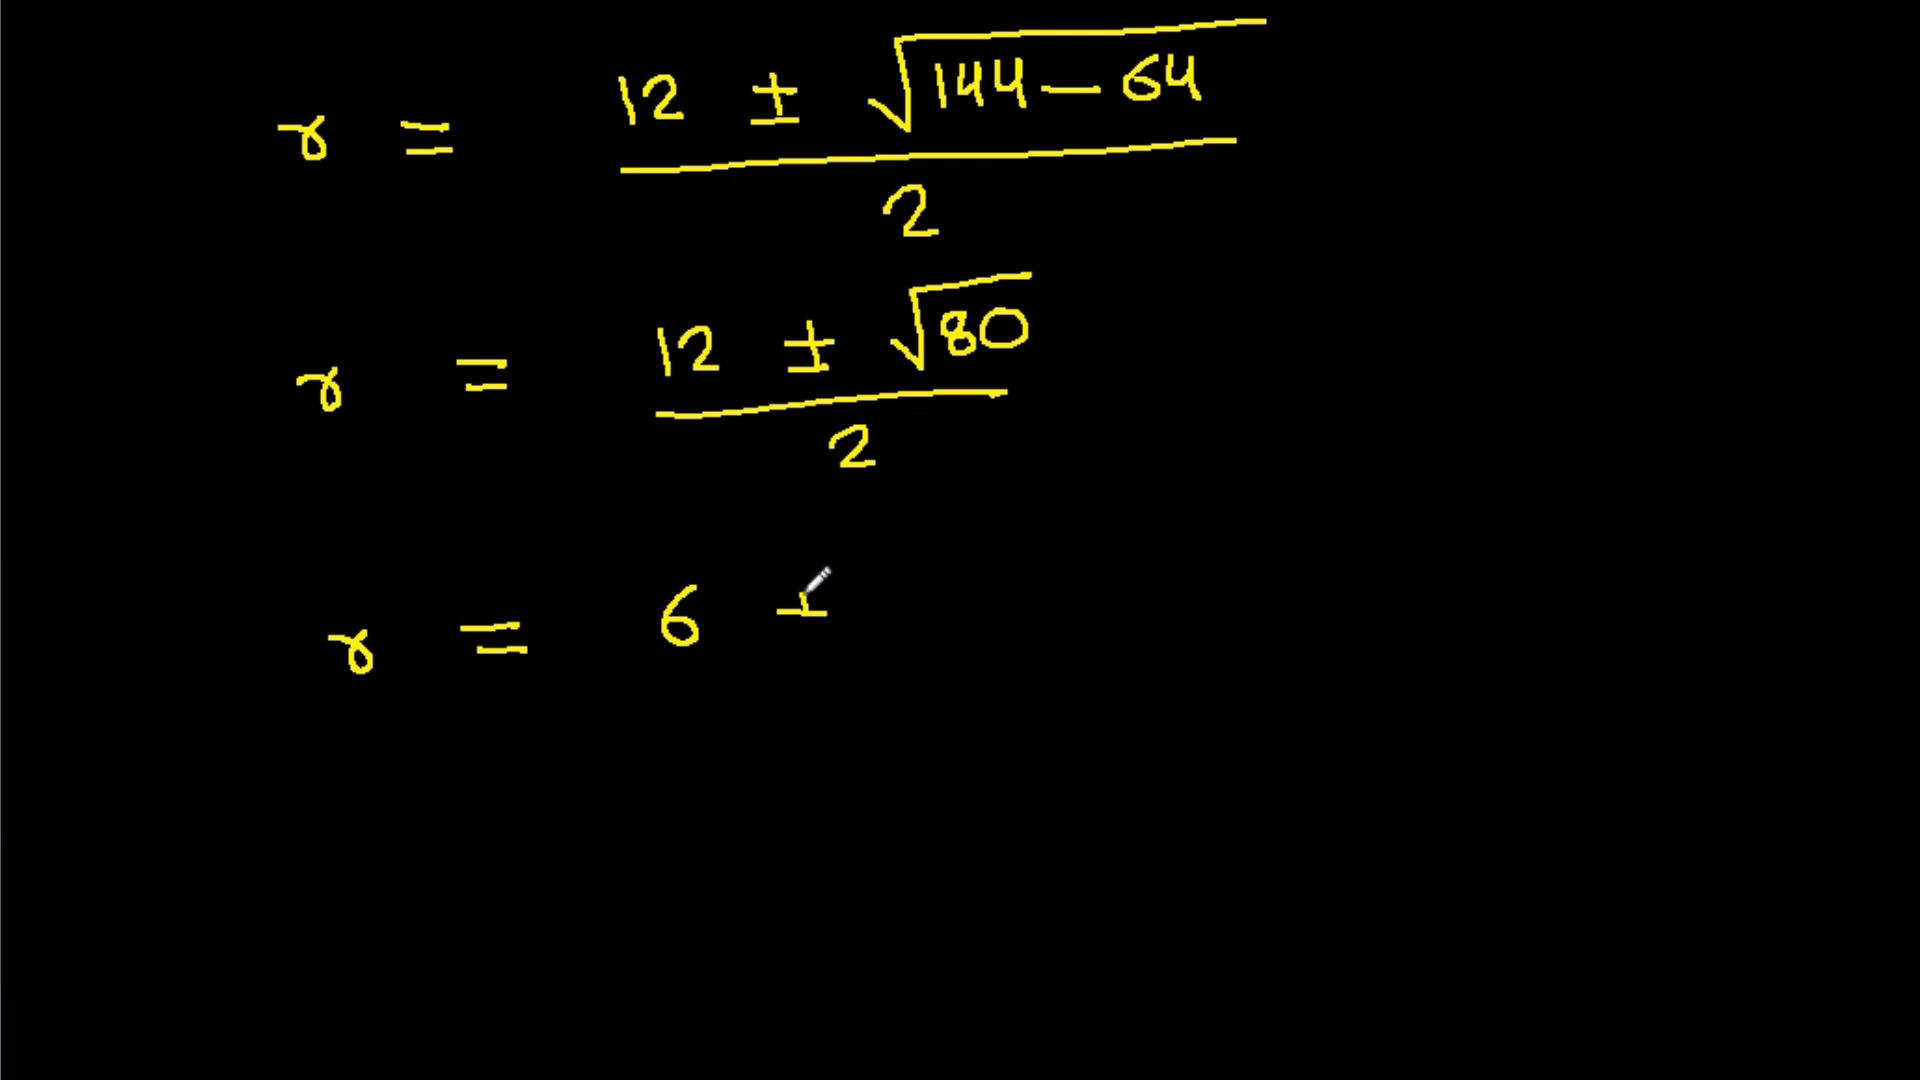 r = 12 ± √144 - 64 / 2
r = 12 ± √80 / 2
r = 6